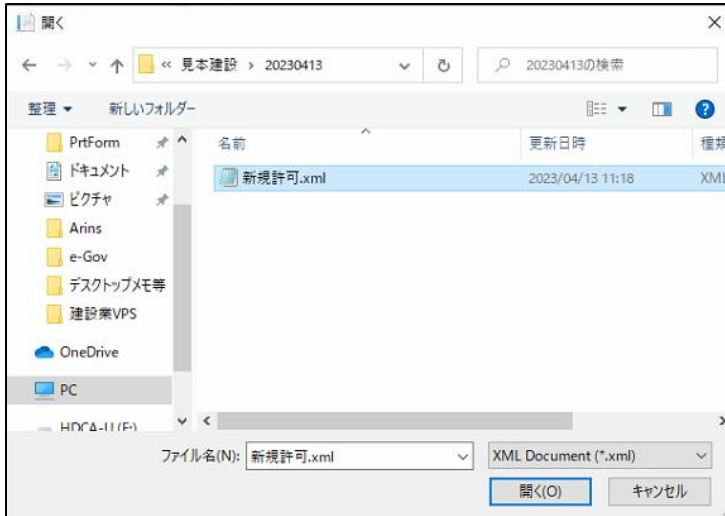 開く
« 見本建設 › 20230413
20230413の検索
整理 新しいフォルダー
名前 更新日時 種類
新規許可.xml 2023/04/13 11:18 XML
PrtForm
ドキュメント
ピクチャ
Arins
e-Gov
デスクトップメモ等
建設業VPS
OneDrive
PC
HDCA-U (F:)
ファイル名(N): 新規許可.xml XML Document (*.xml)
開く(O) キャンセル